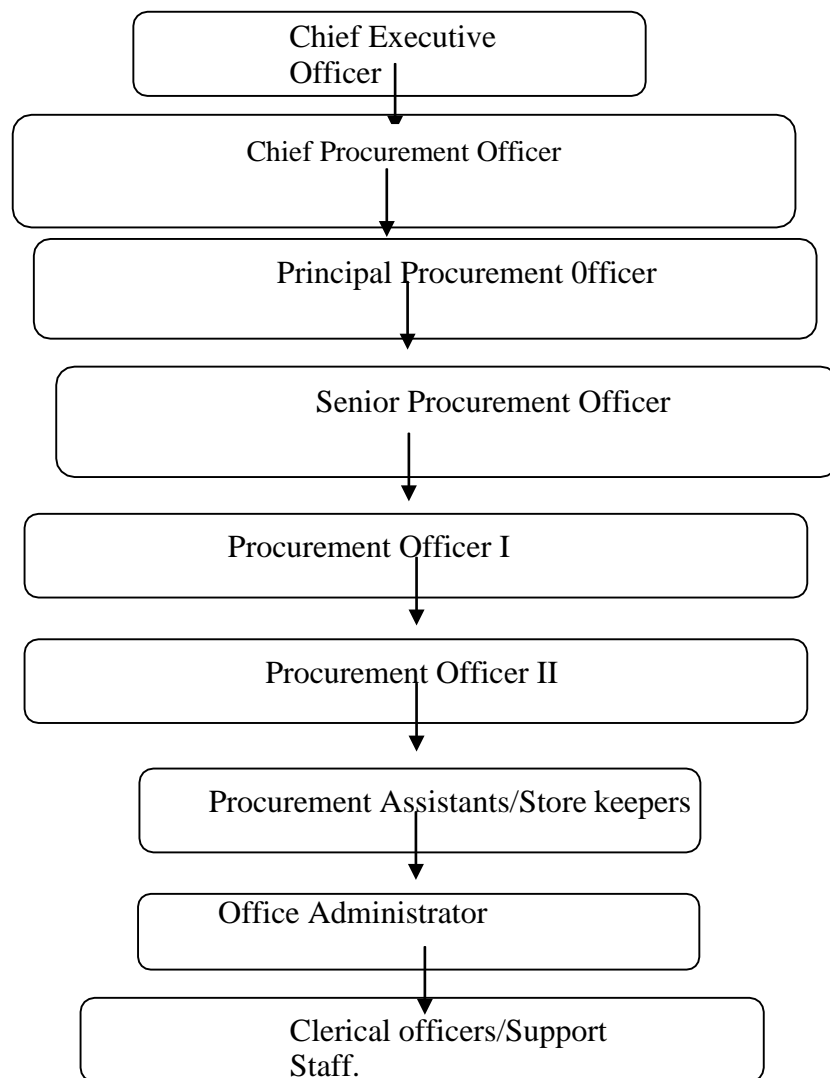 Chief Executive
Officer
Chief Procurement Officer
Principal Procurement 0fficer
Senior Procurement Officer
Procurement Officer I
Procurement Officer II
Procurement Assistants/Store keepers
Office Administrator
Clerical officers/Support
Staff.